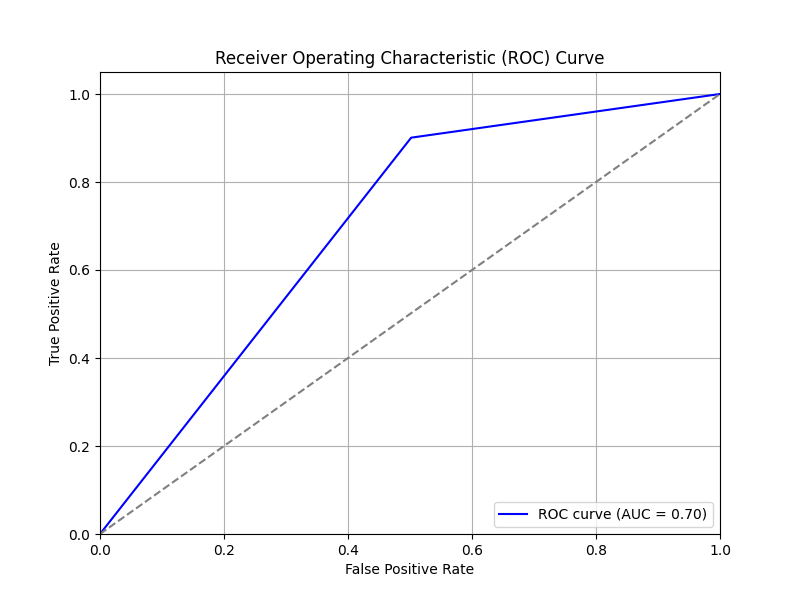 Receiver Operating Characteristic (ROC) Curve
1.0
0.8
0.6
0.4
0.2
0.0
True Positive Rate
ROC curve (AUC = 0.70)
0.0 0.2 0.4 0.6 0.8 1.0
False Positive Rate